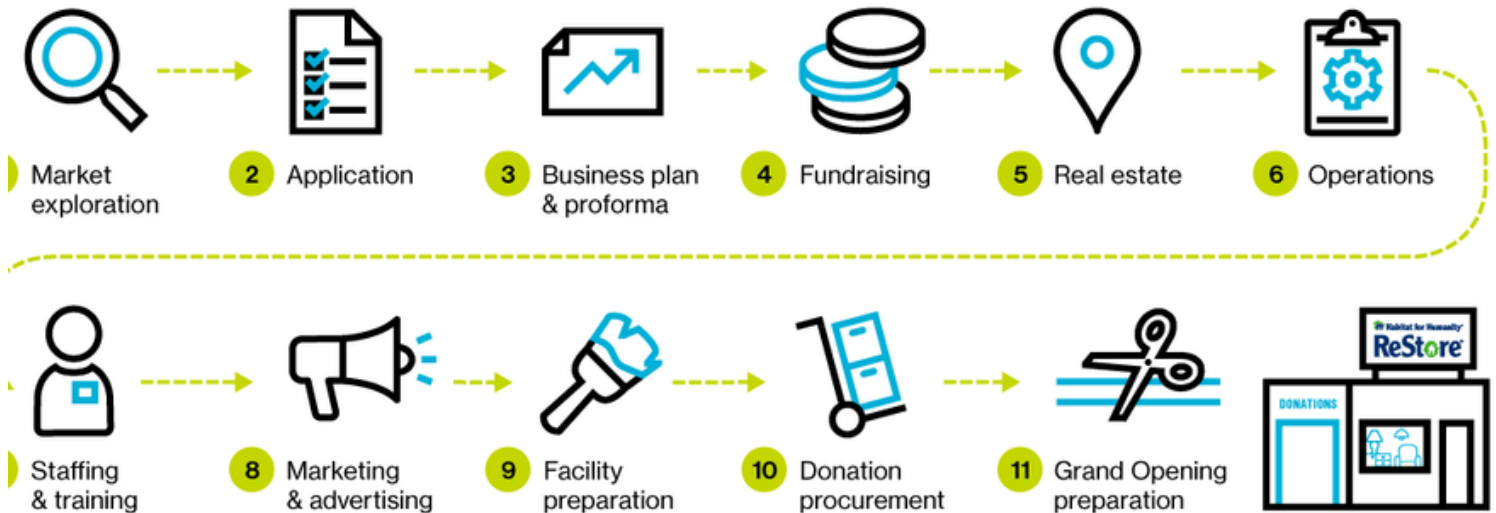 Market
exploration
2 Application
3 Business plan
& proforma
4 Fundraising
5 Real estate
6 Operations
Habitat for Humanity®
ReStore®
DONATIONS
Staffing
& training
8 Marketing
& advertising
9 Facility
preparation
10 Donation
procurement
11 Grand Opening
preparation